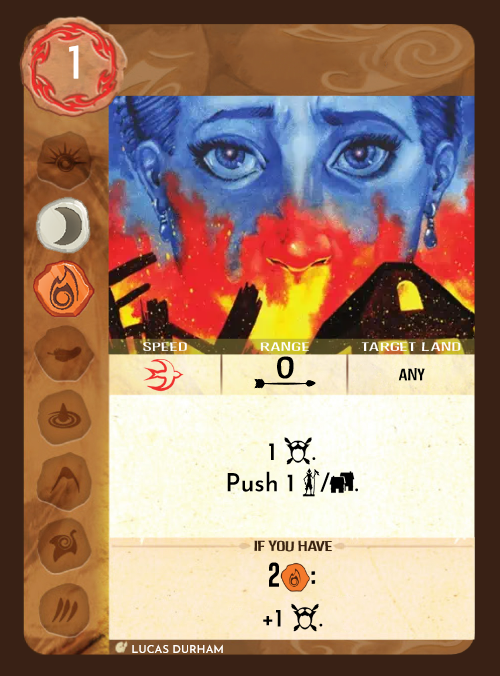 1
SPEED RANGE TARGET LAND
0 ANY
1 .
Push 1 / .
IF YOU HAVE
2 :
+1 .
LUCAS DURHAM